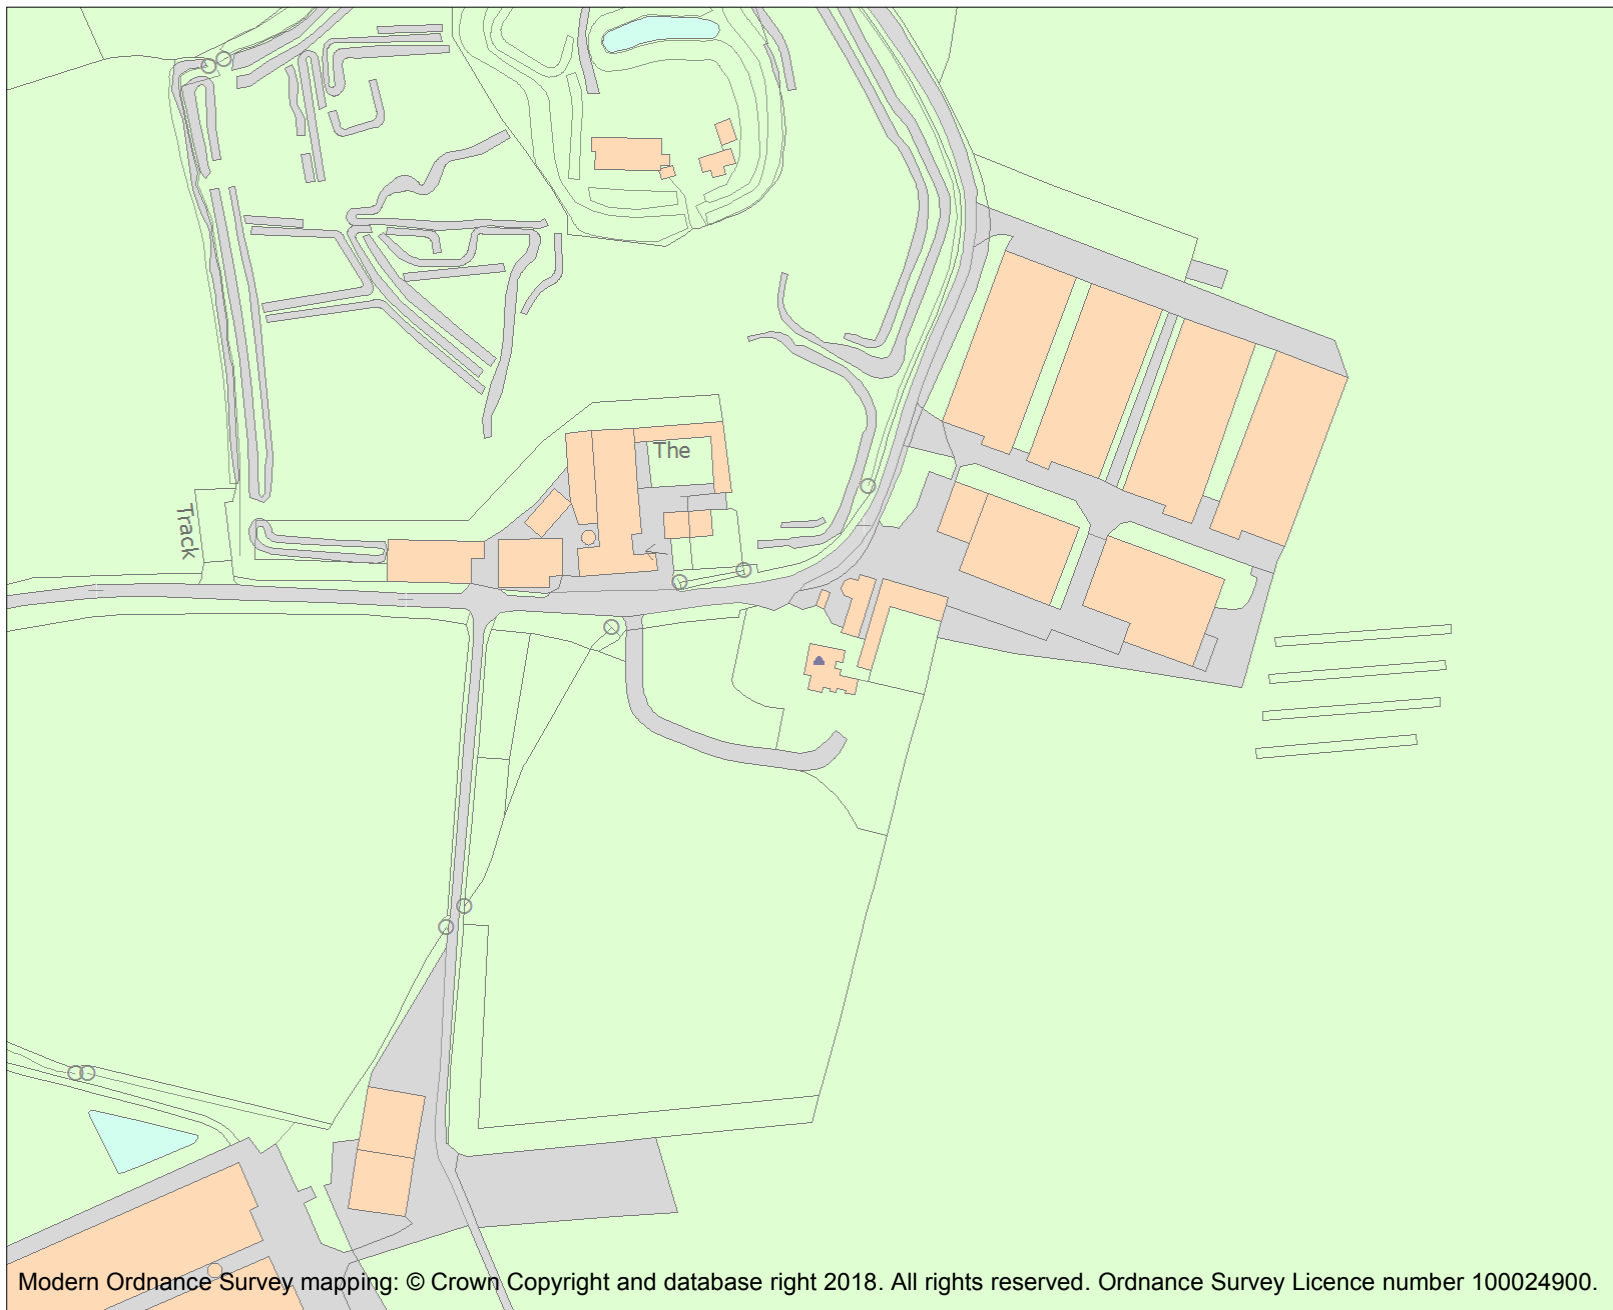 The
Track
Modern Ordnance Survey mapping: © Crown Copyright and database right 2018. All rights reserved. Ordnance Survey Licence number 100024900.